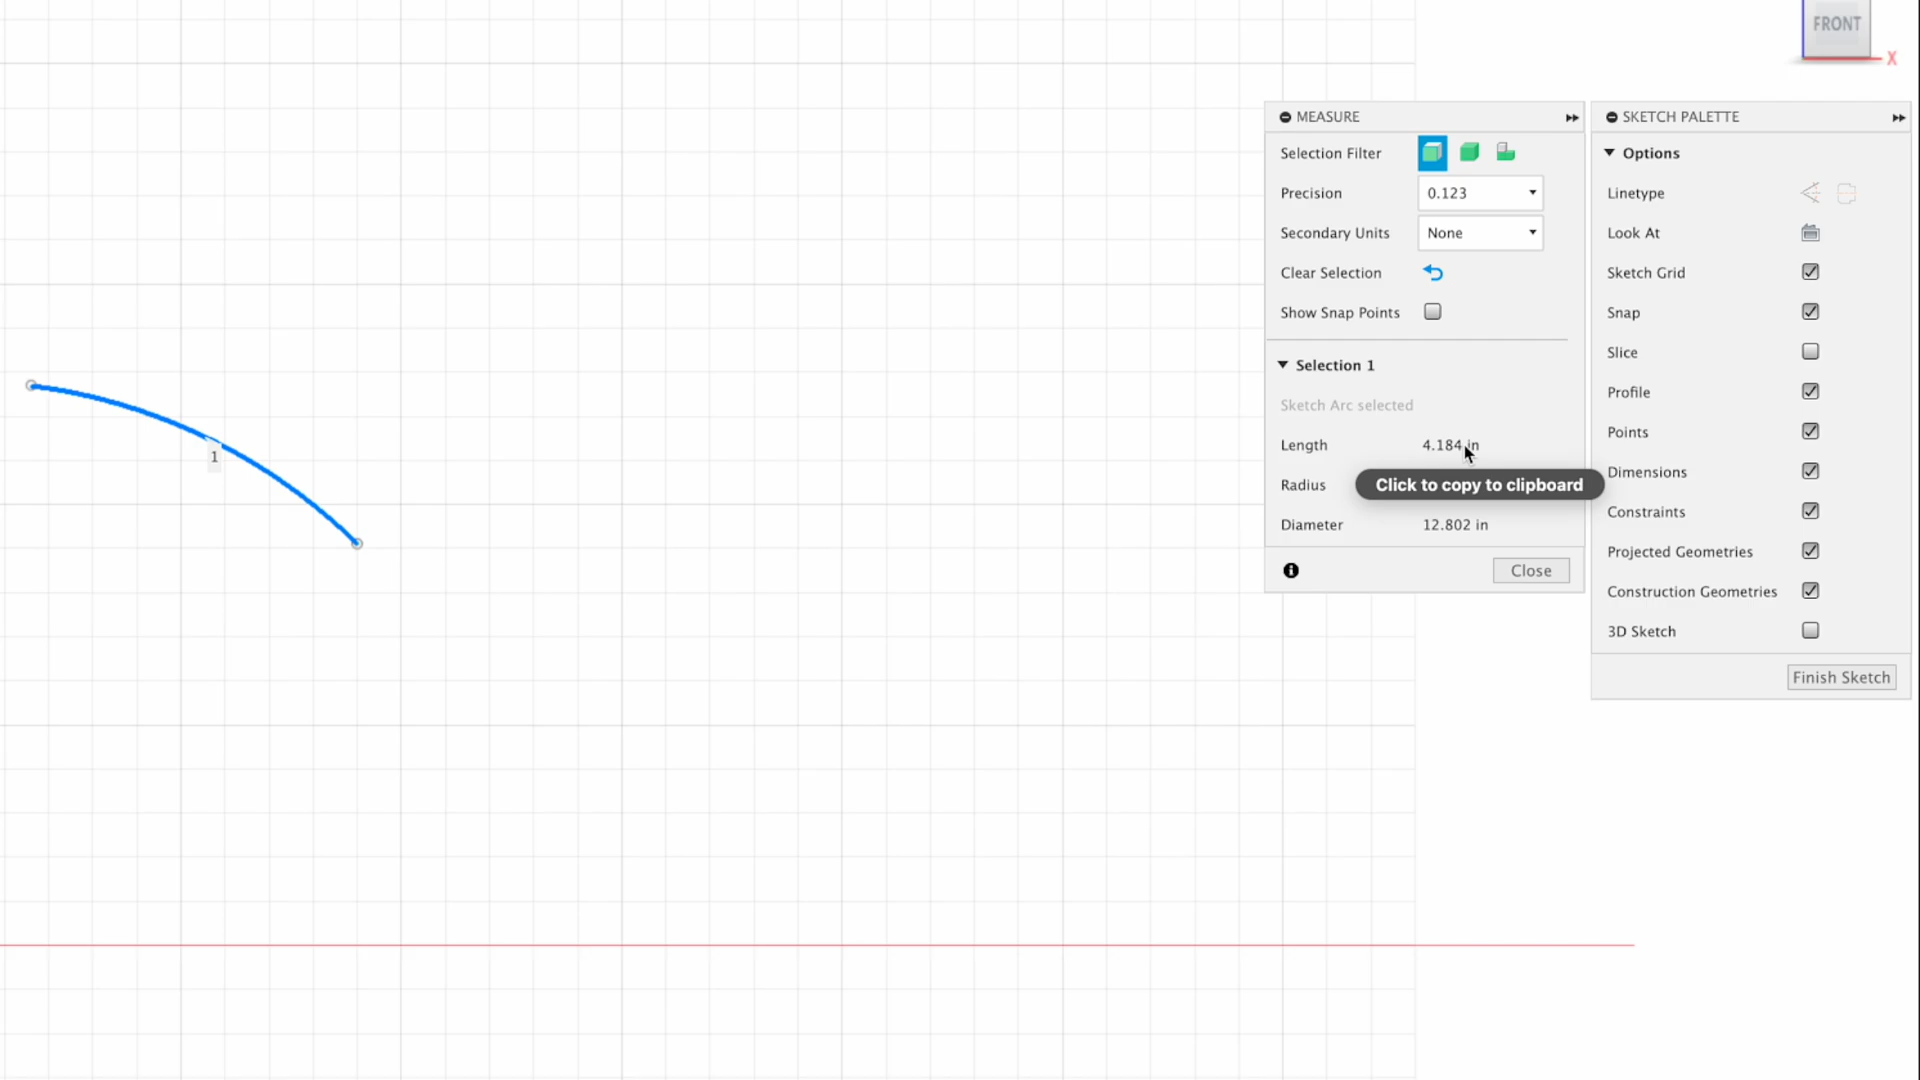 FRONT
X
MEASURE
Selection Filter
Precision 0.123
Secondary Units None
Clear Selection
Show Snap Points
Selection 1
Sketch Arc selected
Length 4.184 in
Radius
Click to copy to clipboard
Diameter 12.802 in
Close
SKETCH PALETTE
Options
Linetype
Look At
Sketch Grid
Snap
Slice
Profile
Points
Dimensions
Constraints
Projected Geometries
Construction Geometries
3D Sketch
Finish Sketch
1